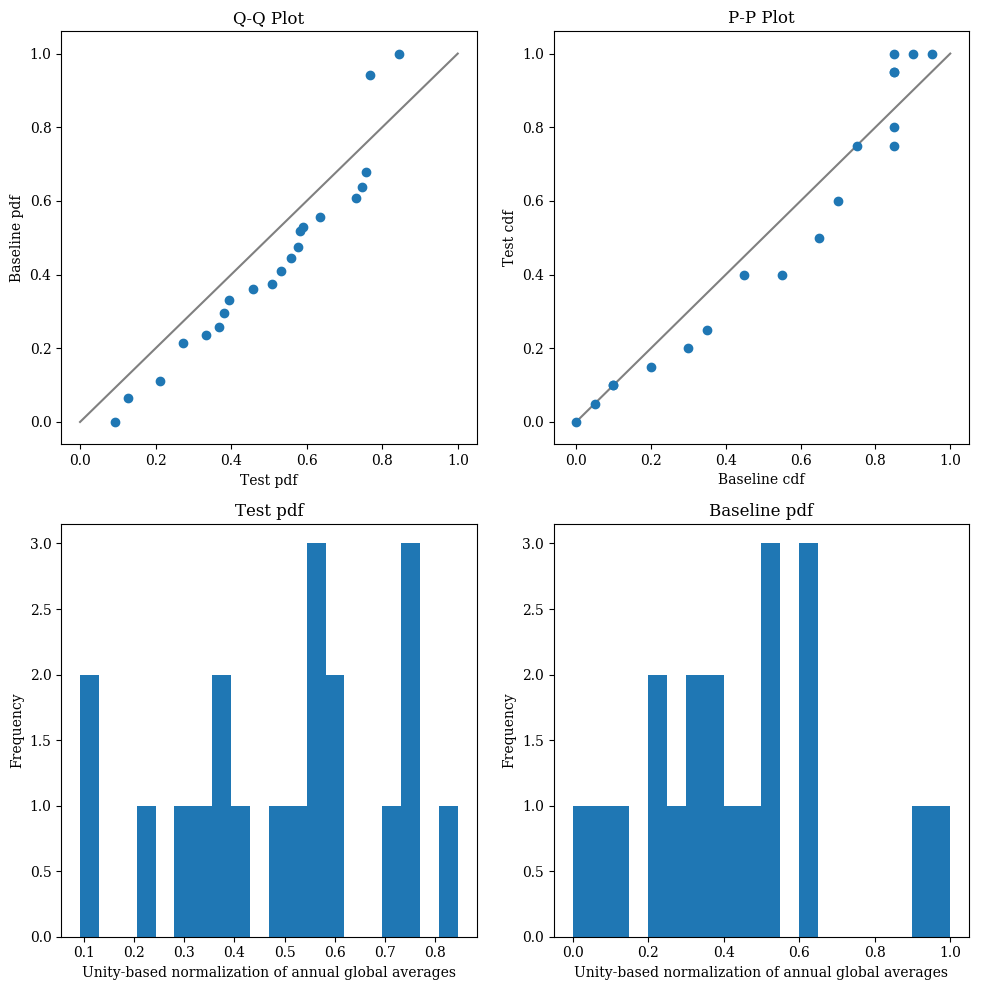 Q-Q Plot
1.0
0.8
0.6
0.4
0.2
0.0
Baseline pdf
0.0 0.2 0.4 0.6 0.8 1.0
Test pdf
P-P Plot
1.0
0.8
0.6
0.4
0.2
0.0
Test cdf
0.0 0.2 0.4 0.6 0.8 1.0
Baseline cdf
Test pdf
3.0
2.5
2.0
1.5
1.0
0.5
0.0
Frequency
0.1 0.2 0.3 0.4 0.5 0.6 0.7 0.8
Unity-based normalization of annual global averages
Baseline pdf
3.0
2.5
2.0
1.5
1.0
0.5
0.0
Frequency
0.0 0.2 0.4 0.6 0.8 1.0
Unity-based normalization of annual global averages